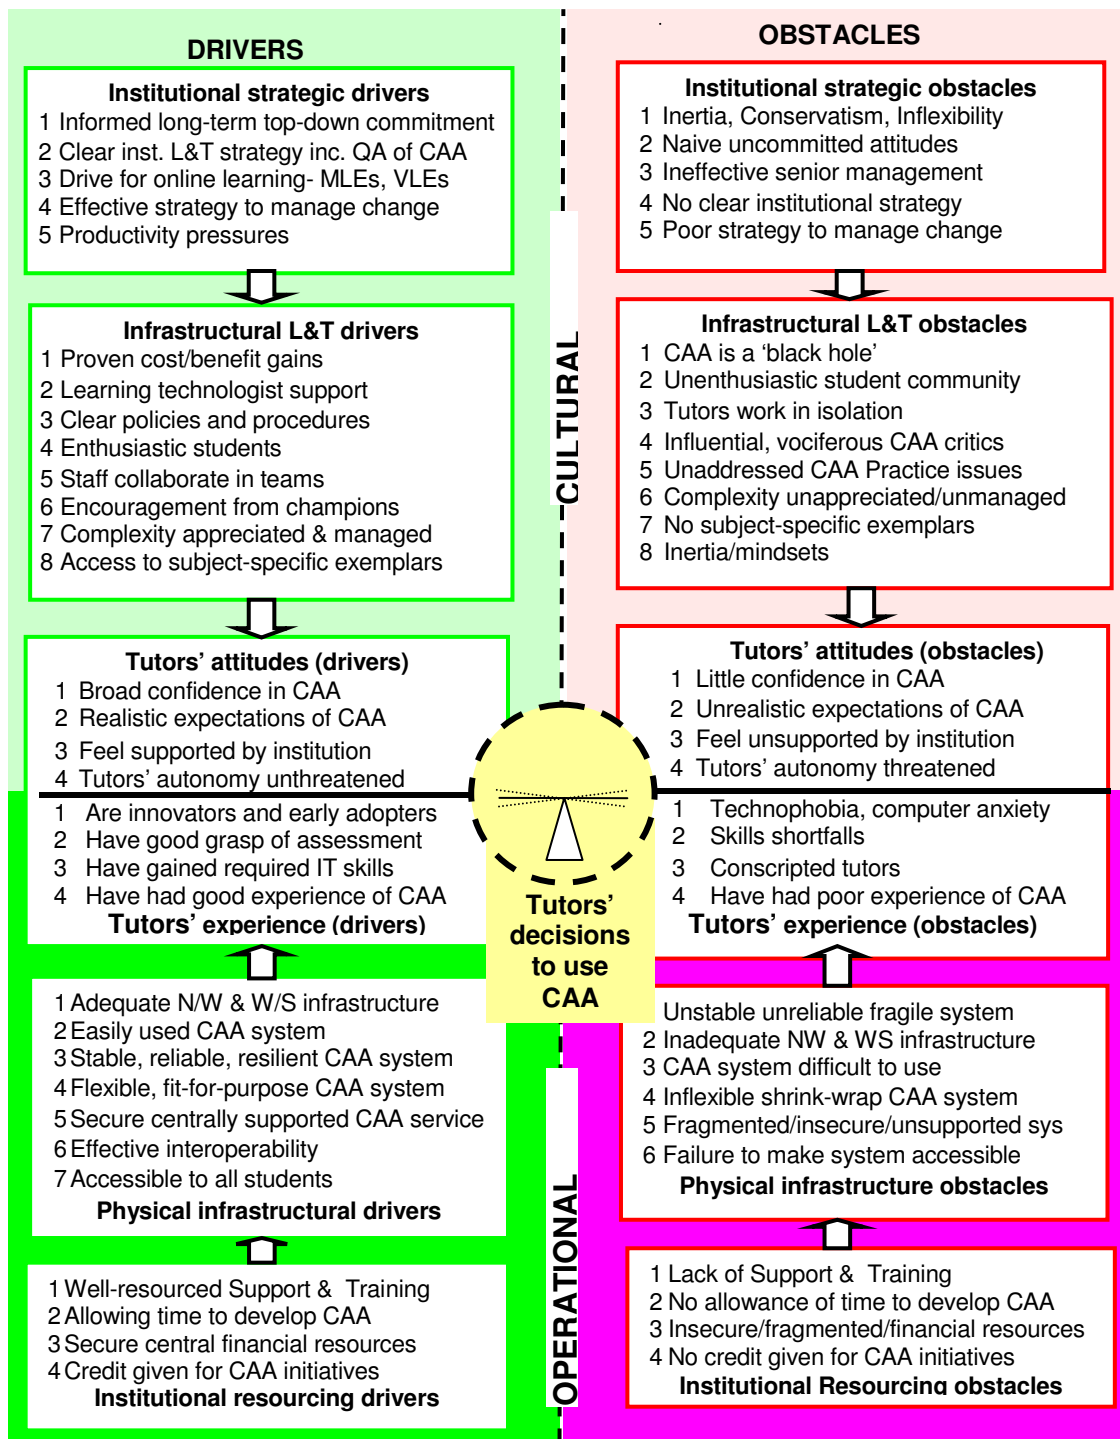 DRIVERS
Institutional strategic drivers
1 Informed long-term top-down commitment
2 Clear inst. L&T strategy inc. QA of CAA
3 Drive for online learning- MLEs, VLEs
4 Effective strategy to manage change
5 Productivity pressures
Infrastructural L&T drivers
1 Proven cost/benefit gains
2 Learning technologist support
3 Clear policies and procedures
4 Enthusiastic students
5 Staff collaborate in teams
6 Encouragement from champions
7 Complexity appreciated & managed
8 Access to subject-specific exemplars
Tutors' attitudes (drivers)
1 Broad confidence in CAA
2 Realistic expectations of CAA
3 Feel supported by institution
4 Tutors' autonomy unthreatened
1 Are innovators and early adopters
2 Have good grasp of assessment
3 Have gained required IT skills
4 Have had good experience of CAA
Tutors' experience (drivers)
1 Adequate N/W & W/S infrastructure
2 Easily used CAA system
3 Stable, reliable, resilient CAA system
4 Flexible, fit-for-purpose CAA system
5 Secure centrally supported CAA service
6 Effective interoperability
7 Accessible to all students
Physical infrastructural drivers
1 Well-resourced Support & Training
2 Allowing time to develop CAA
3 Secure central financial resources
4 Credit given for CAA initiatives
Institutional resourcing drivers
CULTURAL
Tutors'
decisions
to use
CAA
OPERATIONAL
OBSTACLES
Institutional strategic obstacles
1 Inertia, Conservatism, Inflexibility
2 Naive uncommitted attitudes
3 Ineffective senior management
4 No clear institutional strategy
5 Poor strategy to manage change
Infrastructural L&T obstacles
1 CAA is a ‘black hole’
2 Unenthusiastic student community
3 Tutors work in isolation
4 Influential, vociferous CAA critics
5 Unaddressed CAA Practice issues
6 Complexity unappreciated/unmanaged
7 No subject-specific exemplars
8 Inertia/mindsets
Tutors' attitudes (obstacles)
1 Little confidence in CAA
2 Unrealistic expectations of CAA
3 Feel unsupported by institution
4 Tutors' autonomy threatened
1 Technophobia, computer anxiety
2 Skills shortfalls
3 Conscripted tutors
4 Have had poor experience of CAA
Tutors' experience (obstacles)
Unstable unreliable fragile system
2 Inadequate NW & WS infrastructure
3 CAA system difficult to use
4 Inflexible shrink-wrap CAA system
5 Fragmented/insecure/unsupported sys
6 Failure to make system accessible
Physical infrastructure obstacles
1 Lack of Support & Training
2 No allowance of time to develop CAA
3 Insecure/fragmented/financial resources
4 No credit given for CAA initiatives
Institutional Resourcing obstacles